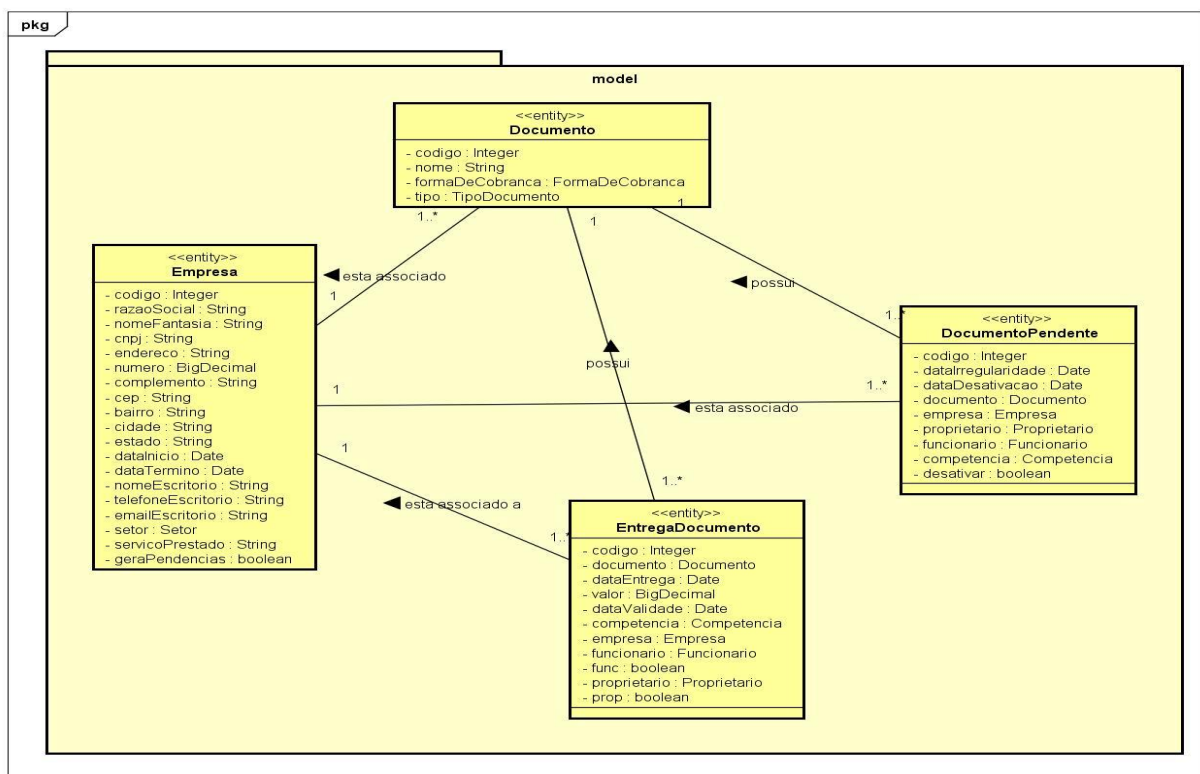 pkg
model
<<entity>>
Documento
- codigo : Integer
- nome : String
- formaDeCobranca : FormaDeCobranca
- tipo : TipoDocumento
1..*
1
1
esta associado
1
possui
1..*
possui
1..*
<<entity>>
Empresa
- codigo : Integer
- razaoSocial : String
- nomeFantasia : String
- cnpj : String
- endereco : String
- numero : BigDecimal
- complemento : String
- cep : String
- bairro : String
- cidade : String
- estado : String
- dataInicio : Date
- dataTermino : Date
- nomeEscritorio : String
- telefoneEscritorio : String
- emailEscritorio : String
- setor : Setor
- servicoPrestado : String
- geraPendencias : boolean
<<entity>>
DocumentoPendente
- codigo : Integer
- dataIrregularidade : Date
- dataDesativacao : Date
- documento : Documento
- empresa : Empresa
- proprietario : Proprietario
- funcionario : Funcionario
- competencia : Competencia
- desativar : boolean
1
1..*
esta associado
1
esta associado a
1..*
<<entity>>
EntregaDocumento
- codigo : Integer
- documento : Documento
- dataEntrega : Date
- valor : BigDecimal
- dataValidade : Date
- competencia : Competencia
- empresa : Empresa
- funcionario : Funcionario
- func : boolean
- proprietario : Proprietario
- prop : boolean